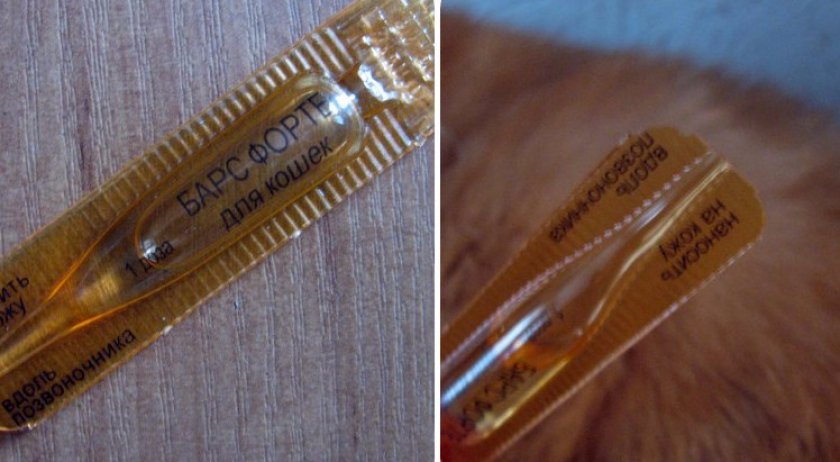 БАРС ФОРТЕ
для кошек
1 доза
вдоль
позвоночника
вдоль
позвоночника
наносить
на кожу